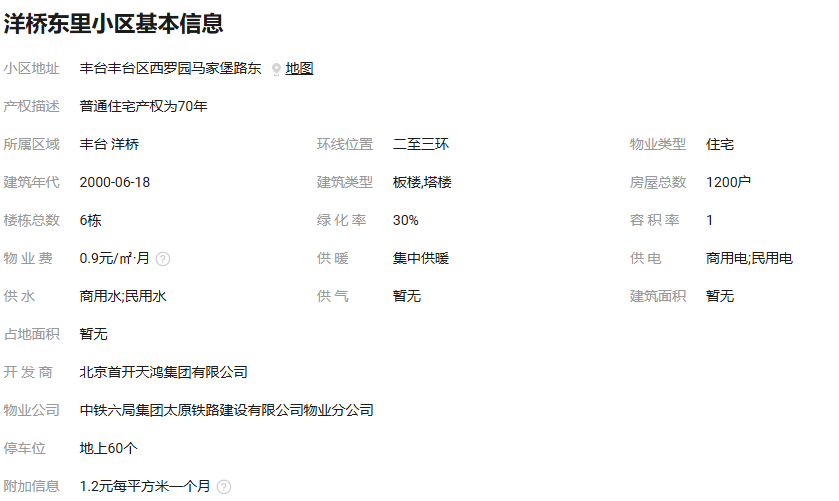 洋桥东里小区基本信息
小区地址 丰台丰台区西罗园马家堡路东 地图
产权描述 普通住宅产权为70年
所属区域 丰台 洋桥 环线位置 二至三环 物业类型 住宅
建筑年代 2000-06-18 建筑类型 板楼,塔楼 房屋总数 1200户
楼栋总数 6栋 绿 化 率 30% 容 积 率 1
物 业 费 0.9元/㎡·月 ? 供 暖 集中供暖 供 电 商用电;民用电
供 水 商用水;民用水 供 气 暂无 建筑面积 暂无
占地面积 暂无
开 发 商 北京首开天鸿集团有限公司
物业公司 中铁六局集团太原铁路建设有限公司物业分公司
停车位 地上60个
附加信息 1.2元每平方米一个月 ?